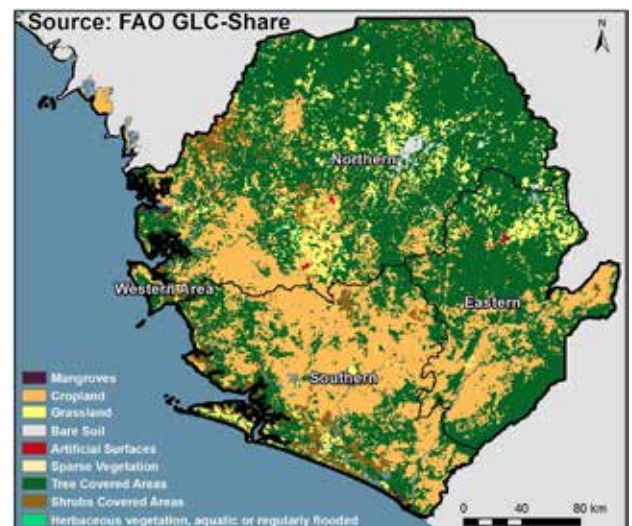 Source: FAO GLC-Share
N
Northern
Western Area
Eastern
Southern
Mangroves
Cropland
Grassland
Bare Soil
Artificial Surfaces
Sparse Vegetation
Tree Covered Areas
Shrubs Covered Areas
Herbaceous vegetation, aquatic or regularly flooded
0 20 40 80 km